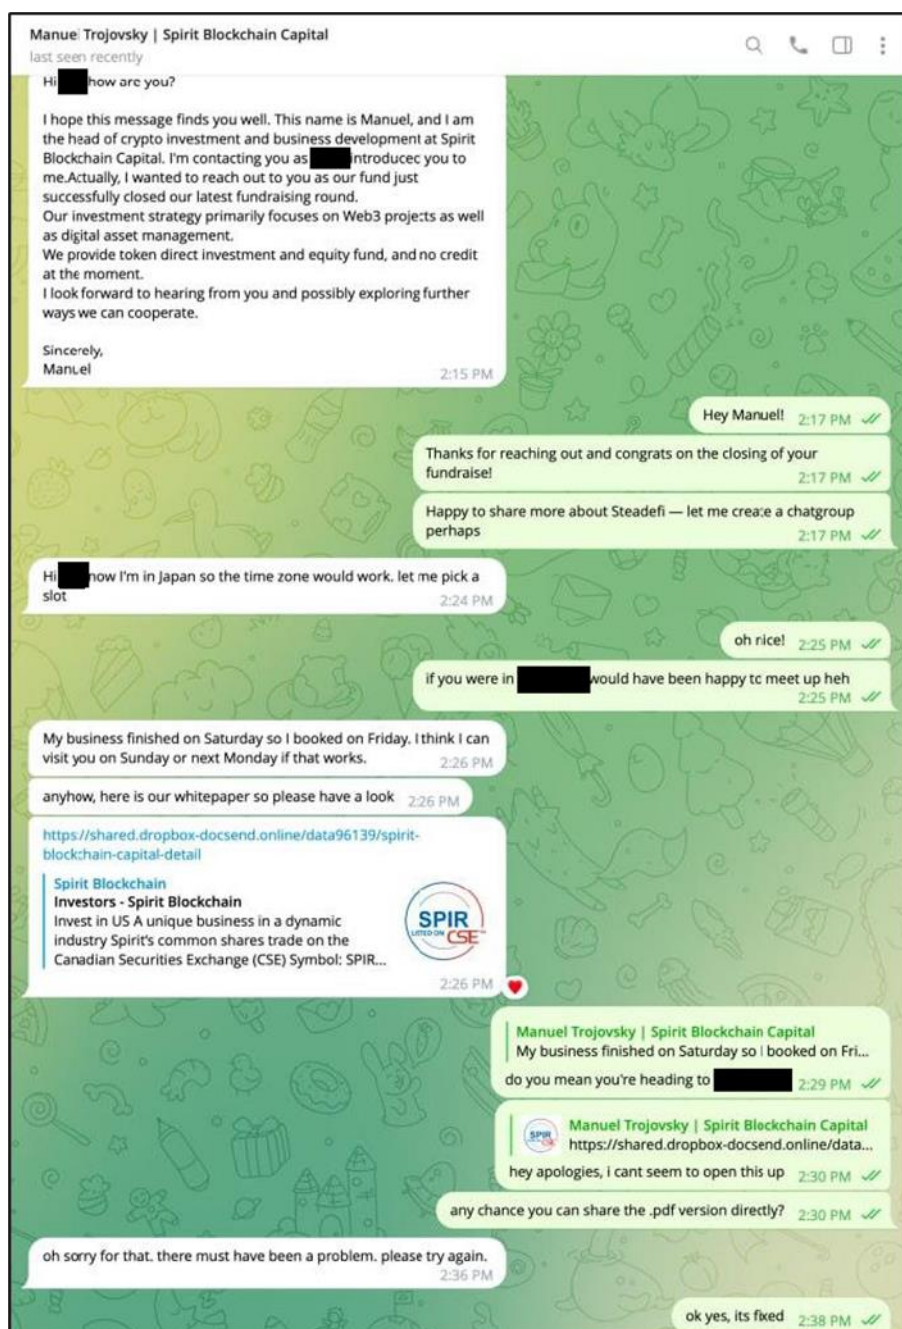 Manuel Trojovsky | Spirit Blockchain Capital
last seen recently
Hi how are you?
I hope this message finds you well. This name is Manuel, and I am
the head of crypto investment and business development at Spirit
Blockchain Capital. I'm contacting you as introduced you to
me.Actually, I wanted to reach out to you as our fund just
successfully closed our latest fundraising round.
Our investment strategy primarily focuses on Web3 projects as well
as digital asset management.
We provide token direct investment and equity fund, and no credit
at the moment.
I look forward to hearing from you and possibly exploring further
ways we can cooperate.
Sincerely,
Manuel
2:15 PM
Hey Manuel! 2:17 PM
Thanks for reaching out and congrats on the closing of your
fundraise! 2:17 PM
Happy to share more about Steadefi — let me create a chatgroup
perhaps 2:17 PM
Hi now I'm in Japan so the time zone would work. let me pick a
slot 2:24 PM
oh rice! 2:25 PM
if you were in would have been happy to meet up heh
2:25 PM
My business finished on Saturday so I booked on Friday. I think I can
visit you on Sunday or next Monday if that works. 2:26 PM
anyhow, here is our whitepaper so please have a look 2:26 PM
https://shared.dropbox-docsend.online/data96139/spirit-
blockchain-capital-detail
Spirit Blockchain
Investors - Spirit Blockchain
Invest in US A unique business in a dynamic
industry Spirit's common shares trade on the
Canadian Securities Exchange (CSE) Symbol: SPIR...
SPIR
LISTED ON CSE
2:26 PM
Manuel Trojovsky | Spirit Blockchain Capital
My business finished on Saturday so I booked on Fri...
do you mean you're heading to 2:29 PM
Manuel Trojovsky | Spirit Blockchain Capital
SPIR https://shared.dropbox-docsend.online/data...
hey apologies, i cant seem to open this up 2:30 PM
any chance you can share the .pdf version directly? 2:30 PM
oh sorry for that. there must have been a problem. please try again.
2:36 PM
ok yes, its fixed 2:38 PM